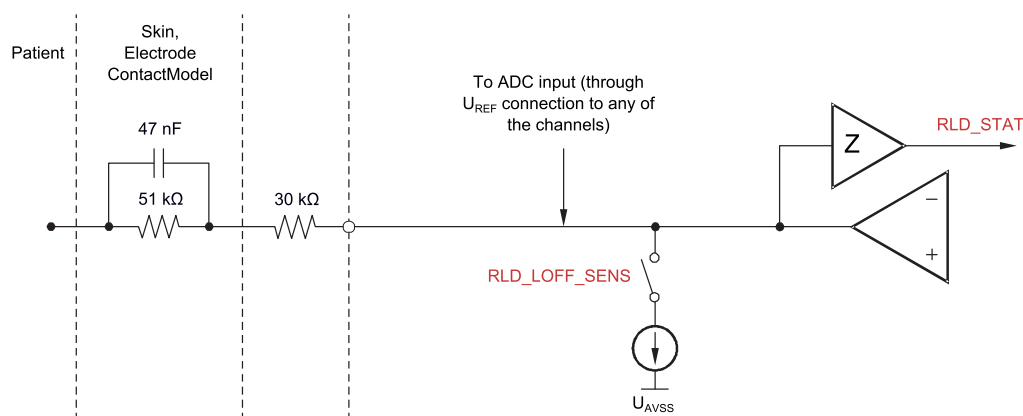 Patient
Skin,
Electrode
ContactModel
47 nF
51 kΩ
30 kΩ
To ADC input (through
UREF connection to any of
the channels)
RLD_STAT
Z
−
+
RLD_LOFF_SENS
UAVSS